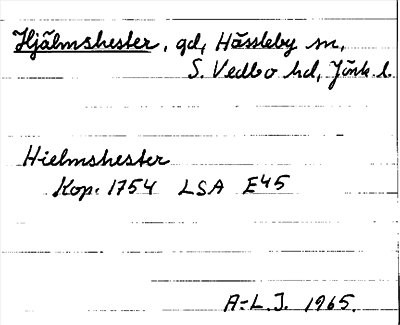 Hjälmshester, gd, Hässleby sn,
S. Vedbo hd, Jönk. l.
Hielmshester
Kop. 1754 LSA E45
A-L.J. 1965.